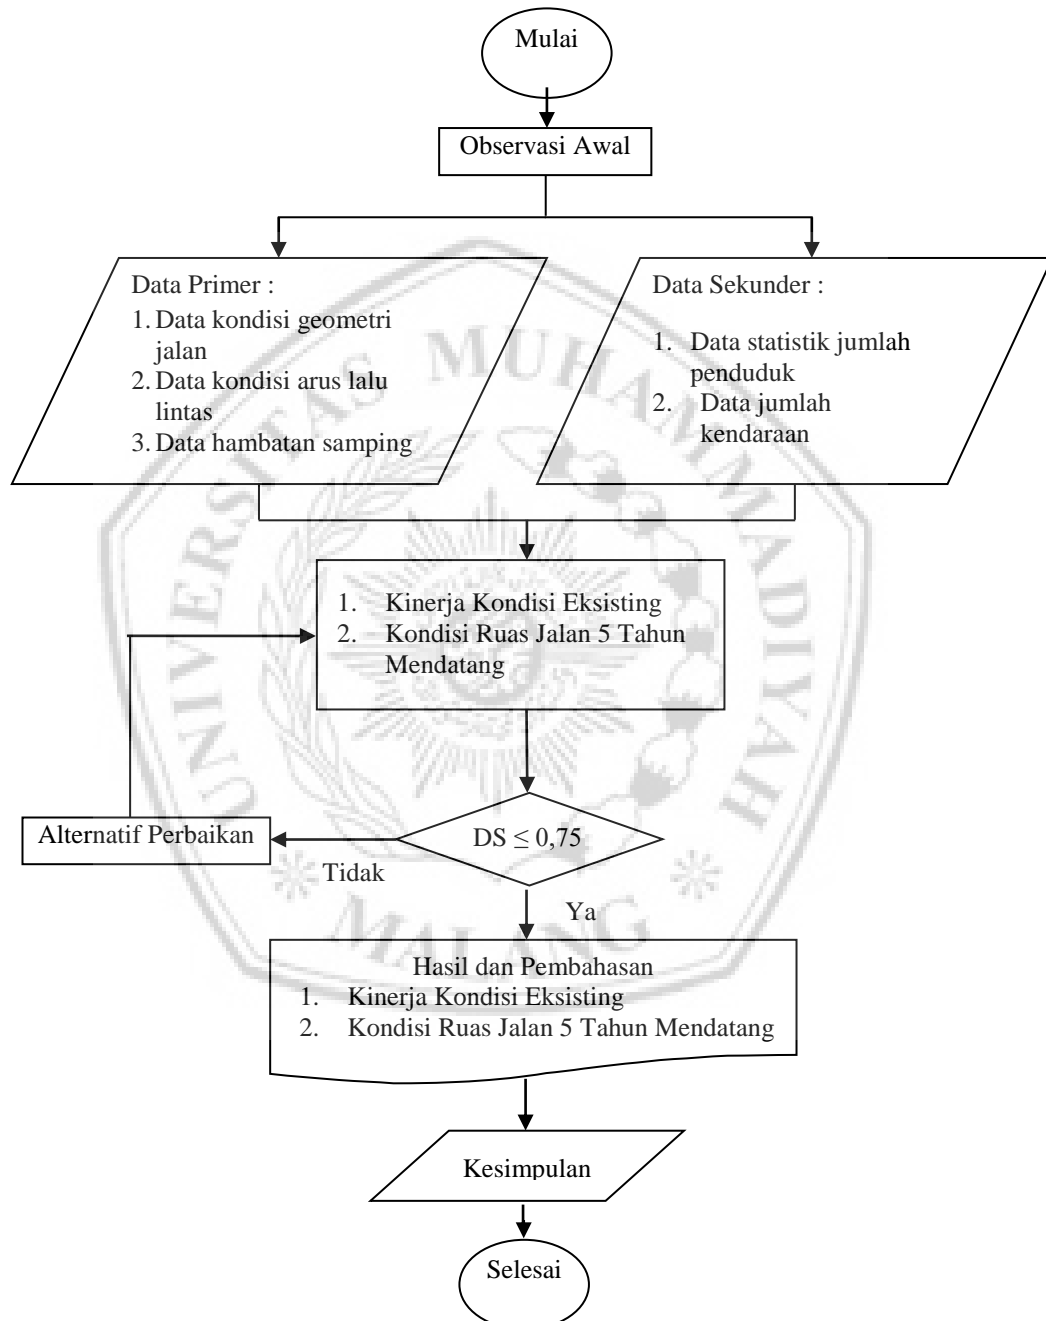 Mulai
Observasi Awal
Data Primer :
1. Data kondisi geometri
jalan
2. Data kondisi arus lalu
lintas
3. Data hambatan samping
Data Sekunder :
1. Data statistik jumlah
penduduk
2. Data jumlah
kendaraan
1. Kinerja Kondisi Eksisting
2. Kondisi Ruas Jalan 5 Tahun
Mendatang
Alternatif Perbaikan
DS ≤ 0,75
Tidak
Ya
Hasil dan Pembahasan
1. Kinerja Kondisi Eksisting
2. Kondisi Ruas Jalan 5 Tahun Mendatang
Kesimpulan
Selesai
UNIVERSITAS MUHAMMADIYAH
MALANG